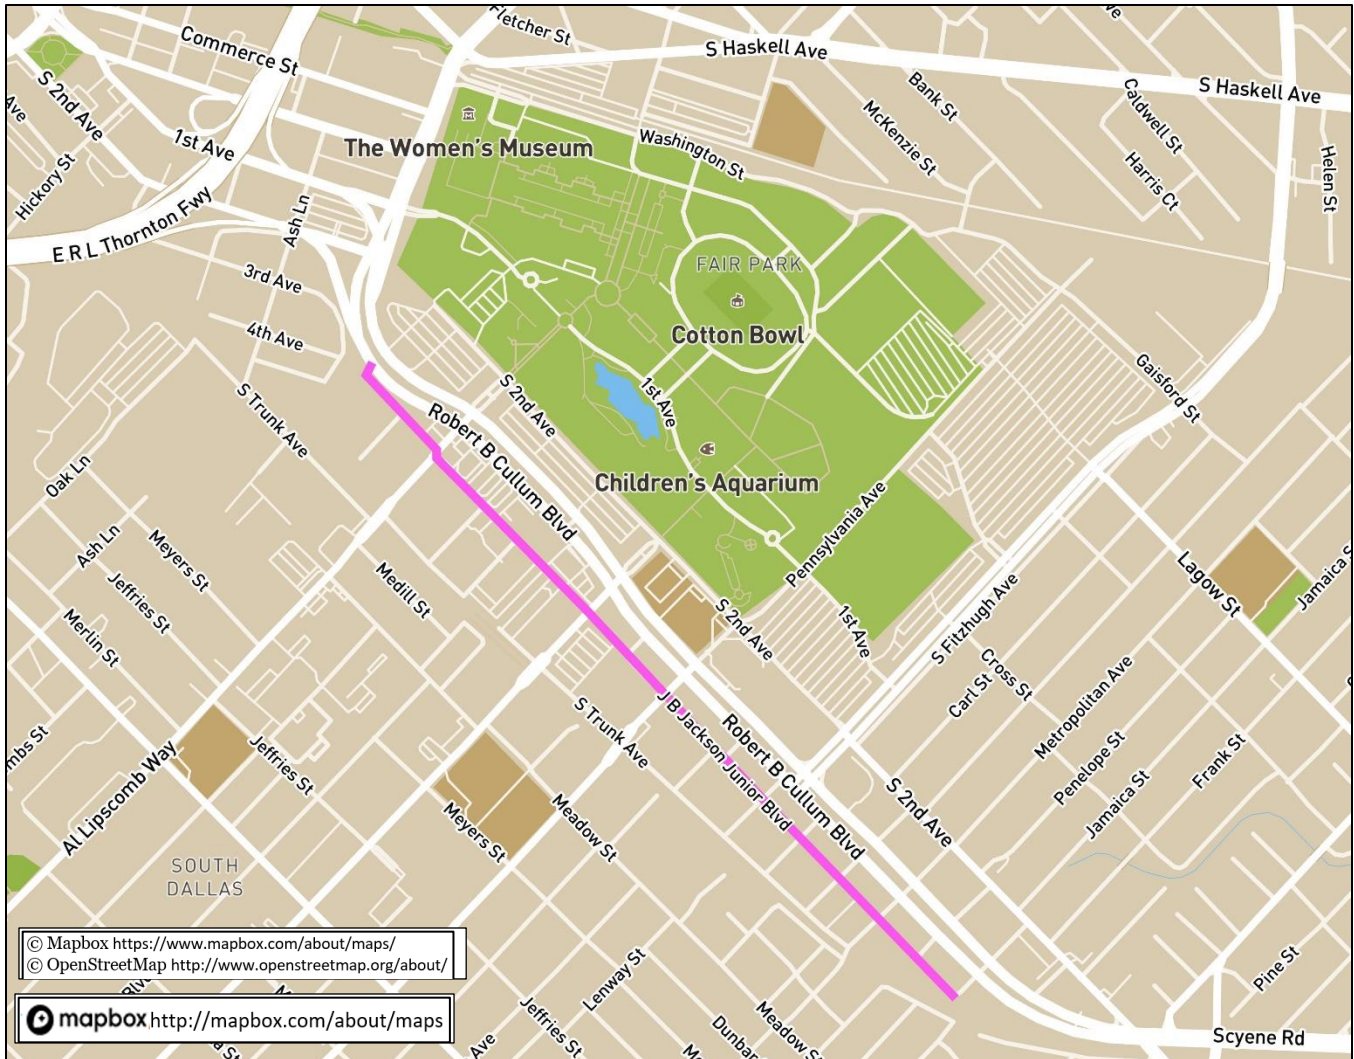 Fletcher St
ve
Commerce St
S Haskell Ave
S Haskell Ave
S 2nd Ave
Ave
Bank St
Caldwell St
McKenzie St
1st Ave
The Women's Museum
Washington St
Harris Ct
Helen St
Hickory St
E R L Thornton Fwy
Ash Ln
3rd Ave
FAIR PARK
4th Ave
Cotton Bowl
Gaisford St
S Trunk Ave
S 2nd Ave
1st Ave
Robert B Cullum Blvd
Oak Ln
Children's Aquarium
Pennsylvania Ave
Ash Ln
Meyers St
Jeffries St
Medill St
Lagow St
Jamaica S
Merlin St
S 2nd Ave
1st Ave
S Fitzhugh Ave
Cross St
Carl St
Metropolitan Ave
S Trunk Ave
J B Jackson Junior Blvd
Robert B Cullum Blvd
mbs St
Jeffries St
Al Lipscomb Way
Penelope St
Frank St
Jamaica St
S 2nd Ave
Meyers St
Meadow St
SOUTH
DALLAS
© Mapbox https://www.mapbox.com/about/maps/
© OpenStreetMap http://www.openstreetmap.org/about/
Lenway St
Pine St
Blv
M
mapbox http://mapbox.com/about/maps
Jeffries St
Meadow S
Dunbar
Me
Ave
a St
Scyene Rd